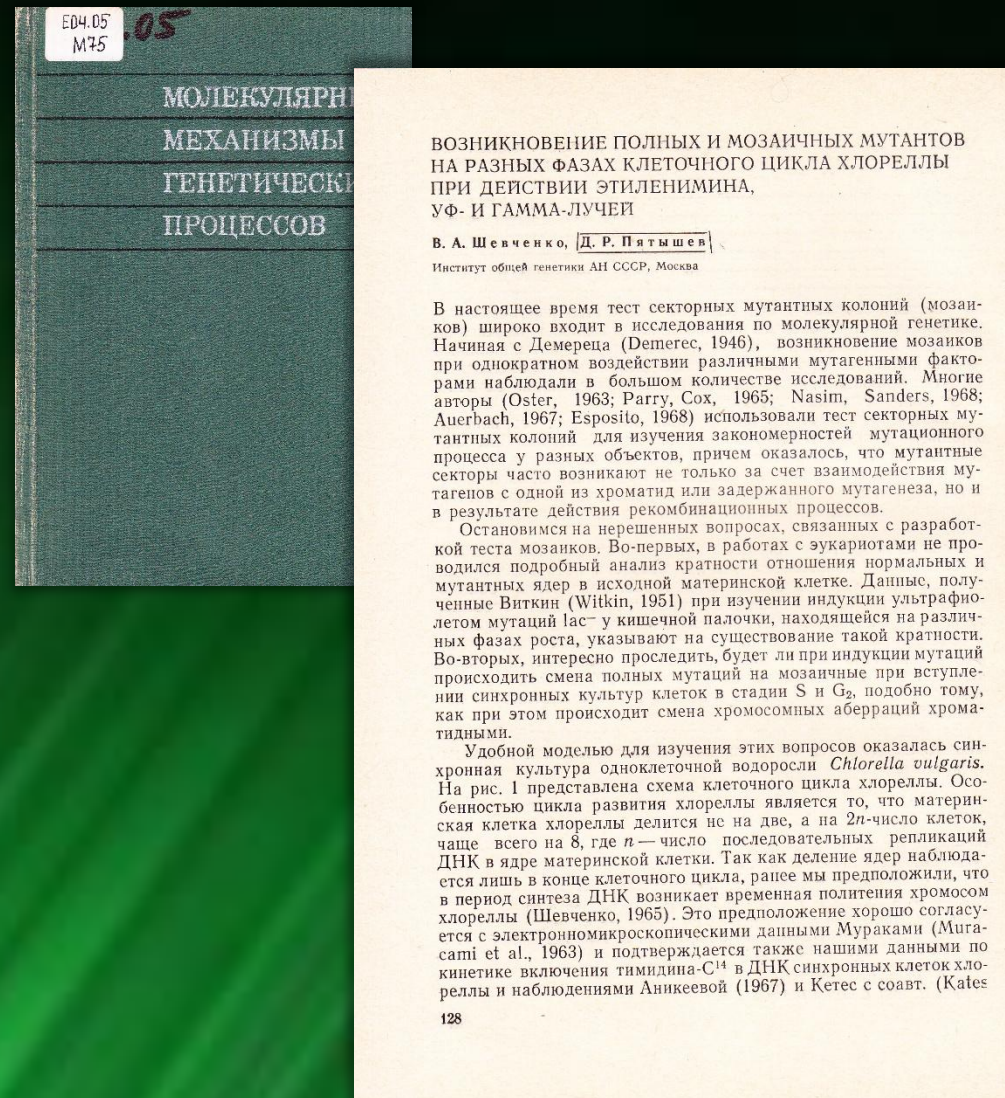 Е04.05
М75
.05
МОЛЕКУЛЯРН
МЕХАНИЗМЫ
ГЕНЕТИЧЕСК
ПРОЦЕССОВ
ВОЗНИКНОВЕНИЕ ПОЛНЫХ И МОЗАИЧНЫХ МУТАНТОВ
НА РАЗНЫХ ФАЗАХ КЛЕТОЧНОГО ЦИКЛА ХЛОРЕЛЛЫ
ПРИ ДЕЙСТВИИ ЭТИЛЕНИМИНА,
УФ- И ГАММА-ЛУЧЕЙ
В. А. Шевченко, Д. Р. Пятышев
Институт общей генетики АН СССР, Москва
В настоящее время тест секторных мутантных колоний (мозаи-
ков) широко входит в исследования по молекулярной генетике.
Начиная с Демереца (Demerec, 1946), возникновение мозаиков
при однократном воздействии различными мутагенными факто-
рами наблюдали в большом количестве исследований. Многие
авторы (Oster, 1963; Parry, Cox, 1965; Nasim, Sanders, 1968;
Auerbach, 1967; Esposito, 1968) использовали тест секторных му-
тантных колоний для изучения закономерностей мутационного
процесса у разных объектов, причем оказалось, что мутантные
секторы часто возникают не только за счет взаимодействия му-
тагенов с одной из хроматид или задержанного мутагенеза, но и
в результате действия рекомбинационных процессов.
Остановимся на нерешенных вопросах, связанных с разработ-
кой теста мозаиков. Во-первых, в работах с эукариотами не про-
водился подробный анализ кратности отношения нормальных и
мутантных ядер в исходной материнской клетке. Данные, полу-
ченные Виткин (Witkin, 1951) при изучении индукции ультрафио-
летом мутаций lac⁻ у кишечной палочки, находящейся на различ-
ных фазах роста, указывают на существование такой кратности.
Во-вторых, интересно проследить, будет ли при индукции мутаций
происходить смена полных мутаций на мозаичные при вступле-
нии синхронных культур клеток в стадии S и G₂, подобно тому,
как при этом происходит смена хромосомных аберраций хрома-
тидными.
Удобной моделью для изучения этих вопросов оказалась син-
хронная культура одноклеточной водоросли Chlorella vulgaris.
На рис. 1 представлена схема клеточного цикла хлореллы. Осо-
бенностью цикла развития хлореллы является то, что материн-
ская клетка хлореллы делится не на две, а на 2n-число клеток,
чаще всего на 8, где n — число последовательных репликаций
ДНК в ядре материнской клетки. Так как деление ядер наблюда-
ется лишь в конце клеточного цикла, ранее мы предположили, что
в период синтеза ДНК возникает временная политения хромосом
хлореллы (Шевченко, 1965). Это предположение хорошо согласу-
ется с электронномикроскопическими данными Мураками (Mura-
cami et al., 1963) и подтверждается также нашими данными по
кинетике включения тимидина-С¹⁴ в ДНК синхронных клеток хло-
реллы и наблюдениями Аникеевой (1967) и Кетес с соавт. (Kates
128